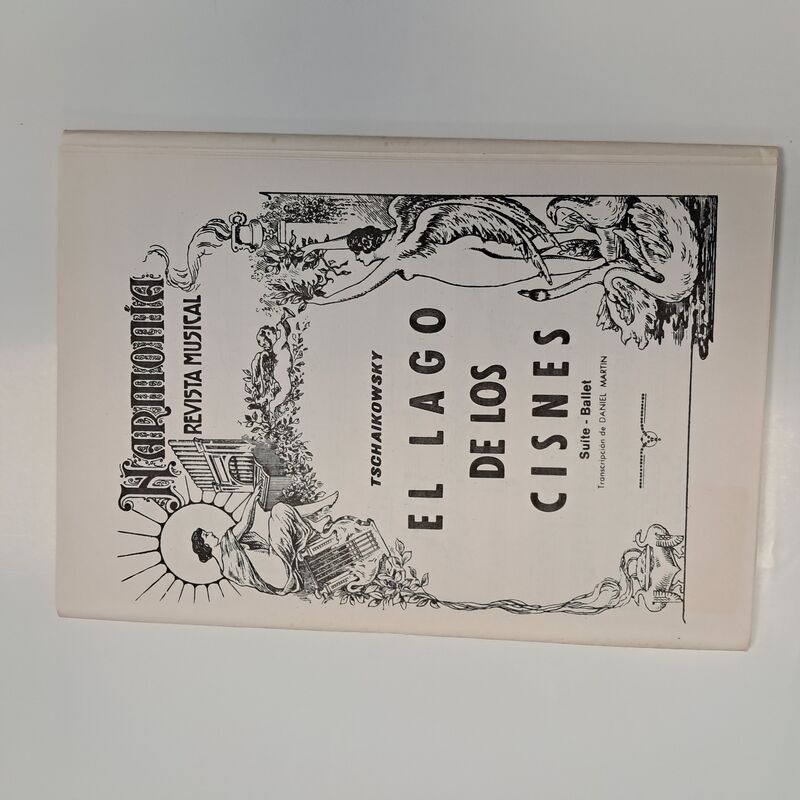 Harmonía
REVISTA MUSICAL
TSCHAIKOWSKY
EL LAGO
DE LOS
CISNES
Suite - Ballet
Transcripción de DANIEL MARTIN